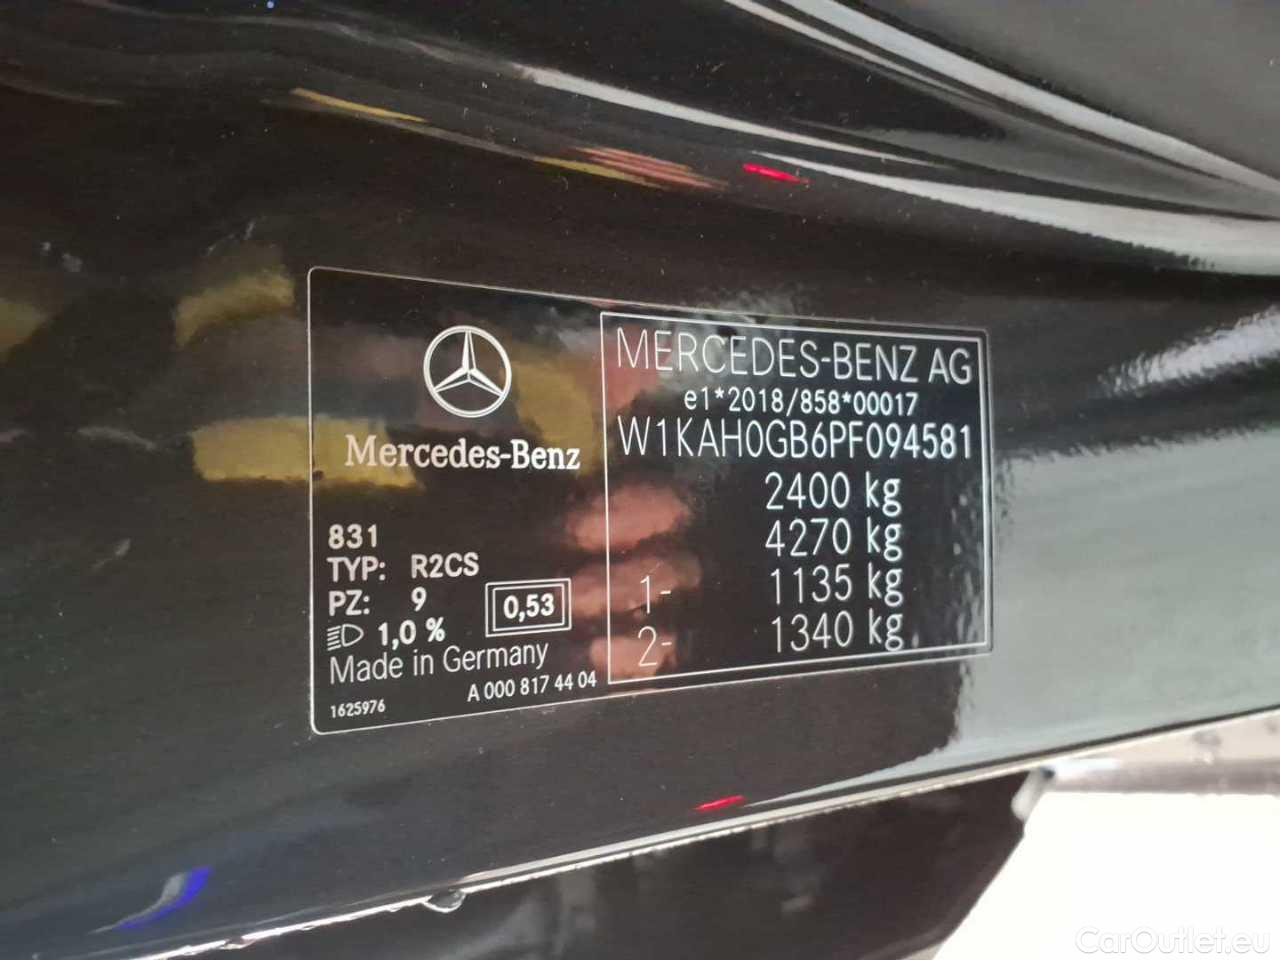 Mercedes-Benz
831
TYP: R2CS
PZ: 9
1,0 %
0,53
Made in Germany
1625976
A 000 817 44 04
MERCEDES-BENZ AG
e1*2018/858*00017
W1KAH0GB6PF094581
2400 kg
4270 kg
1- 1135 kg
2- 1340 kg
CarOutlet.eu